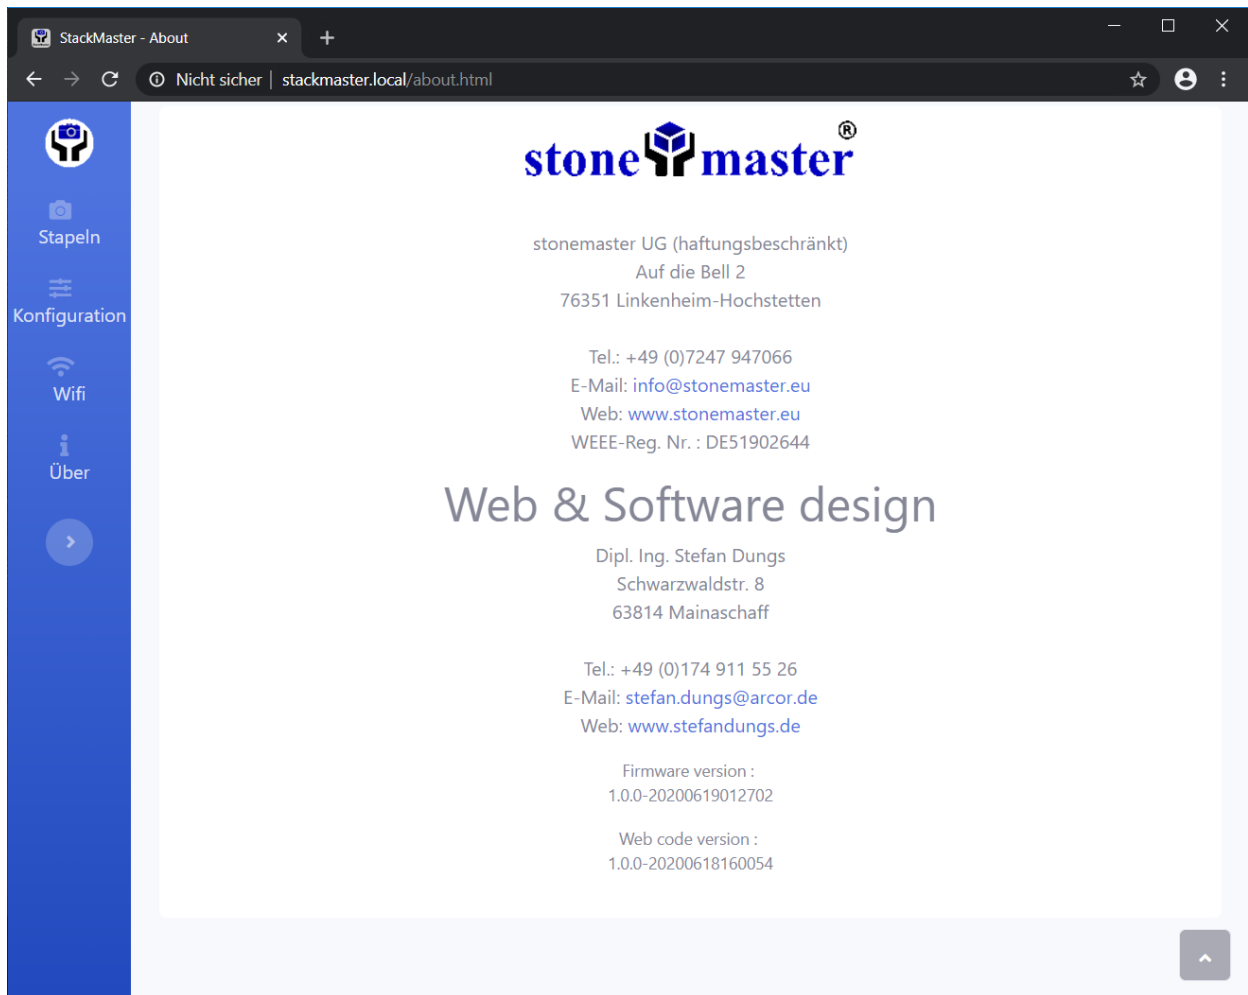 StackMaster - About
Nicht sicher | stackmaster.local/about.html
stone master ®
Stapeln
Konfiguration
Wifi
Über
stonemaster UG (haftungsbeschränkt)
Auf die Bell 2
76351 Linkenheim-Hochstetten
Tel.: +49 (0)7247 947066
E-Mail: info@stonemaster.eu
Web: www.stonemaster.eu
WEEE-Reg. Nr. : DE51902644
Web & Software design
Dipl. Ing. Stefan Dungs
Schwarzwaldstr. 8
63814 Mainaschaff
Tel.: +49 (0)174 911 55 26
E-Mail: stefan.dungs@arcor.de
Web: www.stefandungs.de
Firmware version :
1.0.0-20200619012702
Web code version :
1.0.0-20200618160054